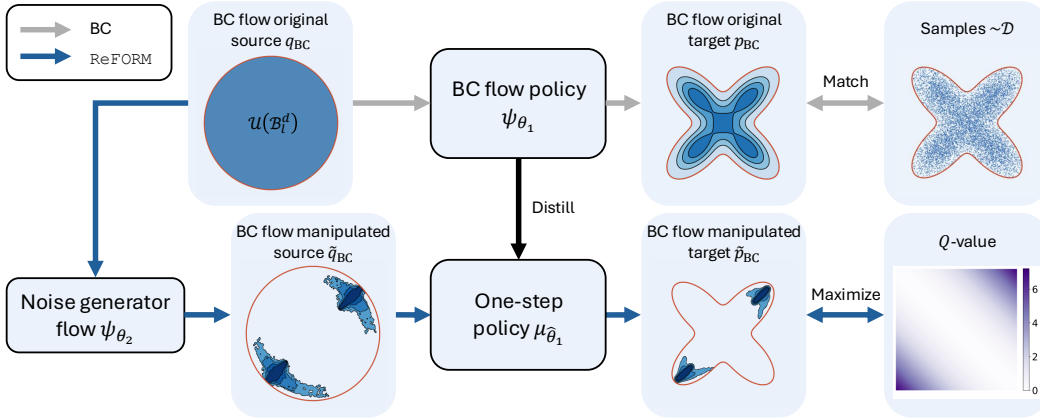 BC
ReFORM
BC flow original
source q_BC
𝒰(ℬ_l^d)
BC flow policy
ψ_θ₁
BC flow original
target p_BC
Match
Samples ~𝒟
Distill
Noise generator
flow ψ_θ₂
BC flow manipulated
source q̃_BC
One-step
policy μ_θ̂₁
BC flow manipulated
target p̃_BC
Maximize
Q-value
6
4
2
0